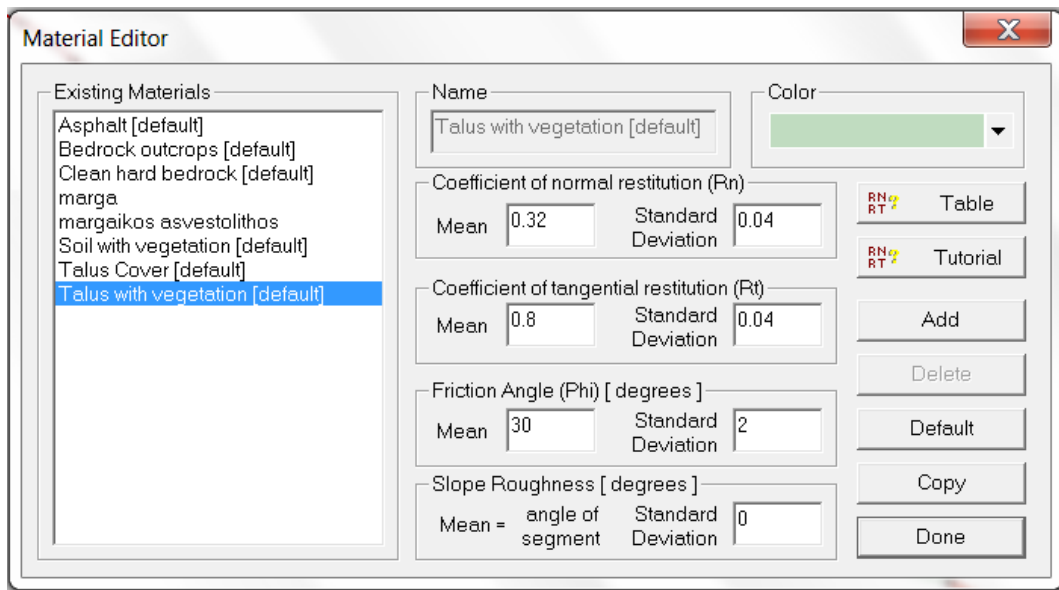 Material Editor
X
Existing Materials
Asphalt [default]
Bedrock outcrops [default]
Clean hard bedrock [default]
marga
margaikos asvestolithos
Soil with vegetation [default]
Talus Cover [default]
Talus with vegetation [default]
Name
Talus with vegetation [default]
Color
Coefficient of normal restitution (Rn)
Mean 0.32 Standard Deviation 0.04
Coefficient of tangential restitution (Rt)
Mean 0.8 Standard Deviation 0.04
Friction Angle (Phi) [ degrees ]
Mean 30 Standard Deviation 2
Slope Roughness [ degrees ]
Mean = angle of segment Standard Deviation 0
RN
RT ? Table
RN
RT ? Tutorial
Add
Delete
Default
Copy
Done